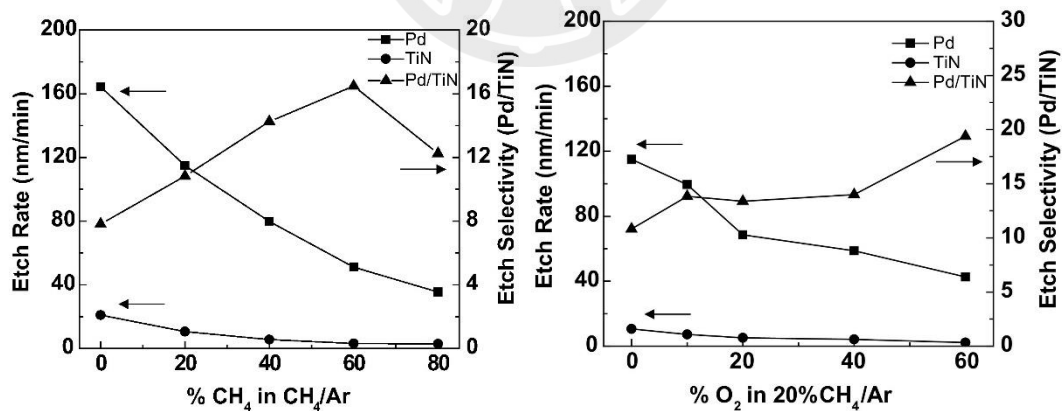 200
160
120
80
40
0
Etch Rate (nm/min)
0 20 40 60 80
% CH₄ in CH₄/Ar
20
16
12
8
4
0
Etch Selectivity (Pd/TiN)
Pd
TiN
Pd/TiN
200
160
120
80
40
0
Etch Rate (nm/min)
0 20 40 60
% O₂ in 20%CH₄/Ar
30
25
20
15
10
5
0
Etch Selectivity (Pd/TiN)
Pd
TiN
Pd/TiN